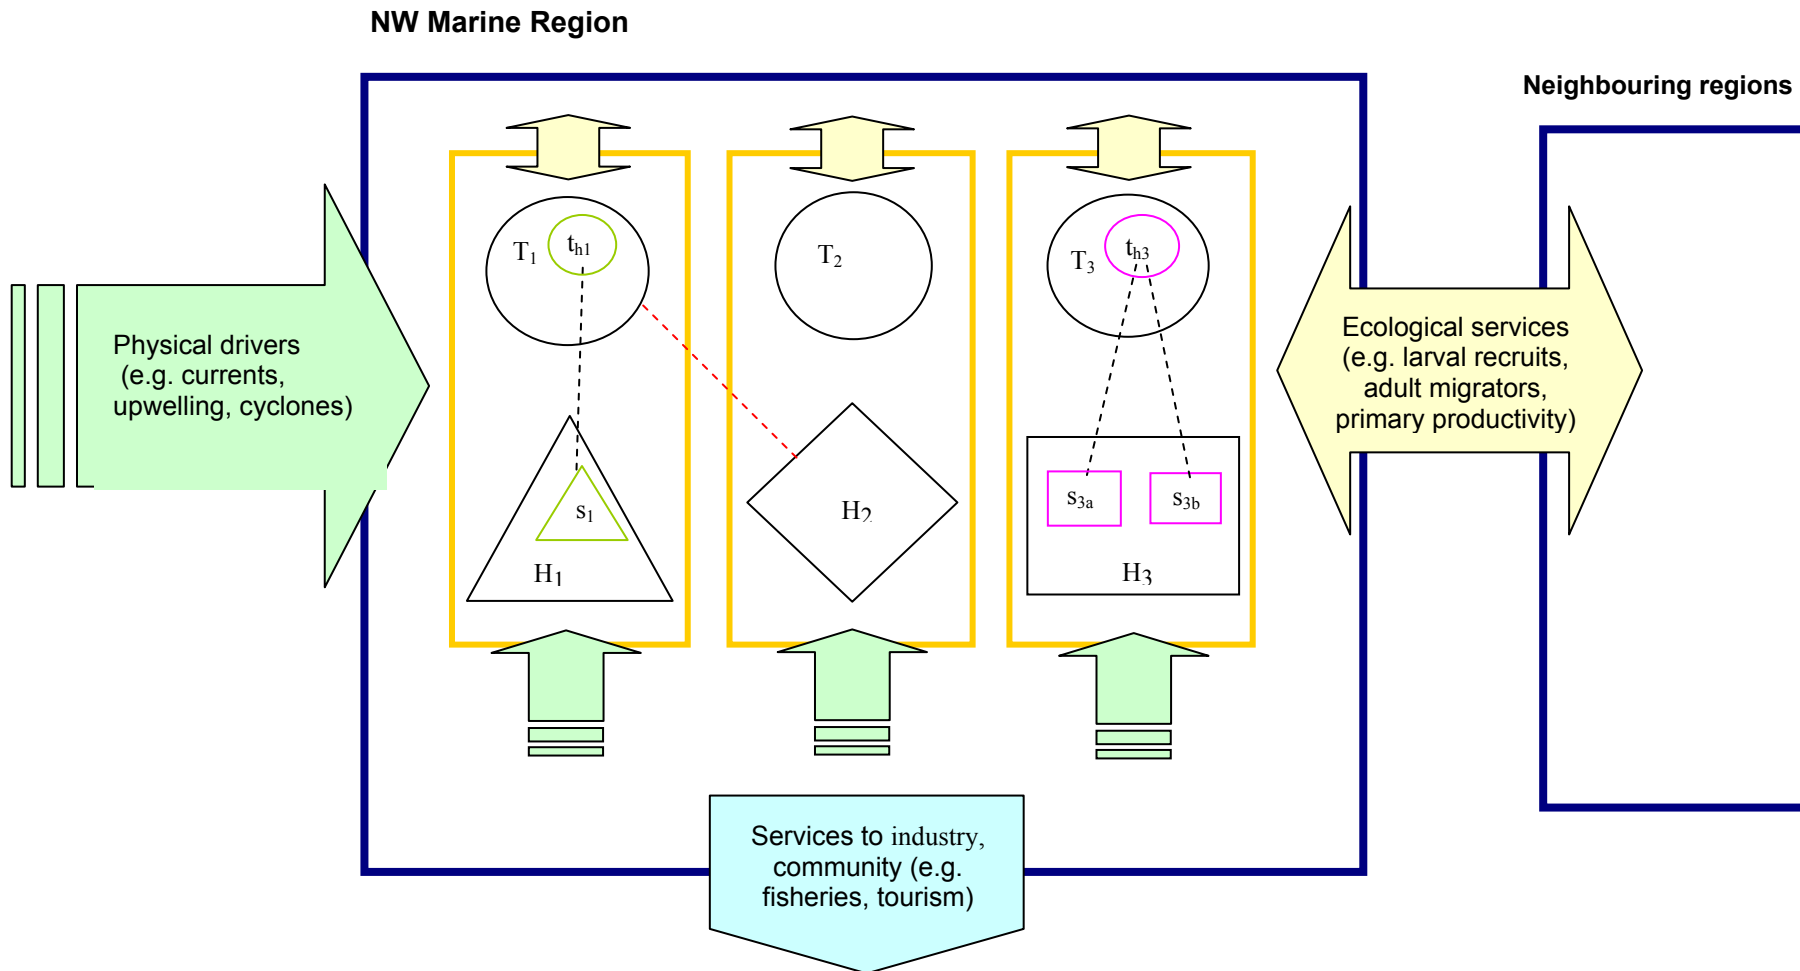 NW Marine Region
Neighbouring regions
T1
th1
T2
T3
th3
Physical drivers
(e.g. currents,
upwelling, cyclones)
Ecological services
(e.g. larval recruits,
adult migrators,
primary productivity)
s1
H1
H2
s3a
s3b
H3
Services to industry,
community (e.g.
fisheries, tourism)